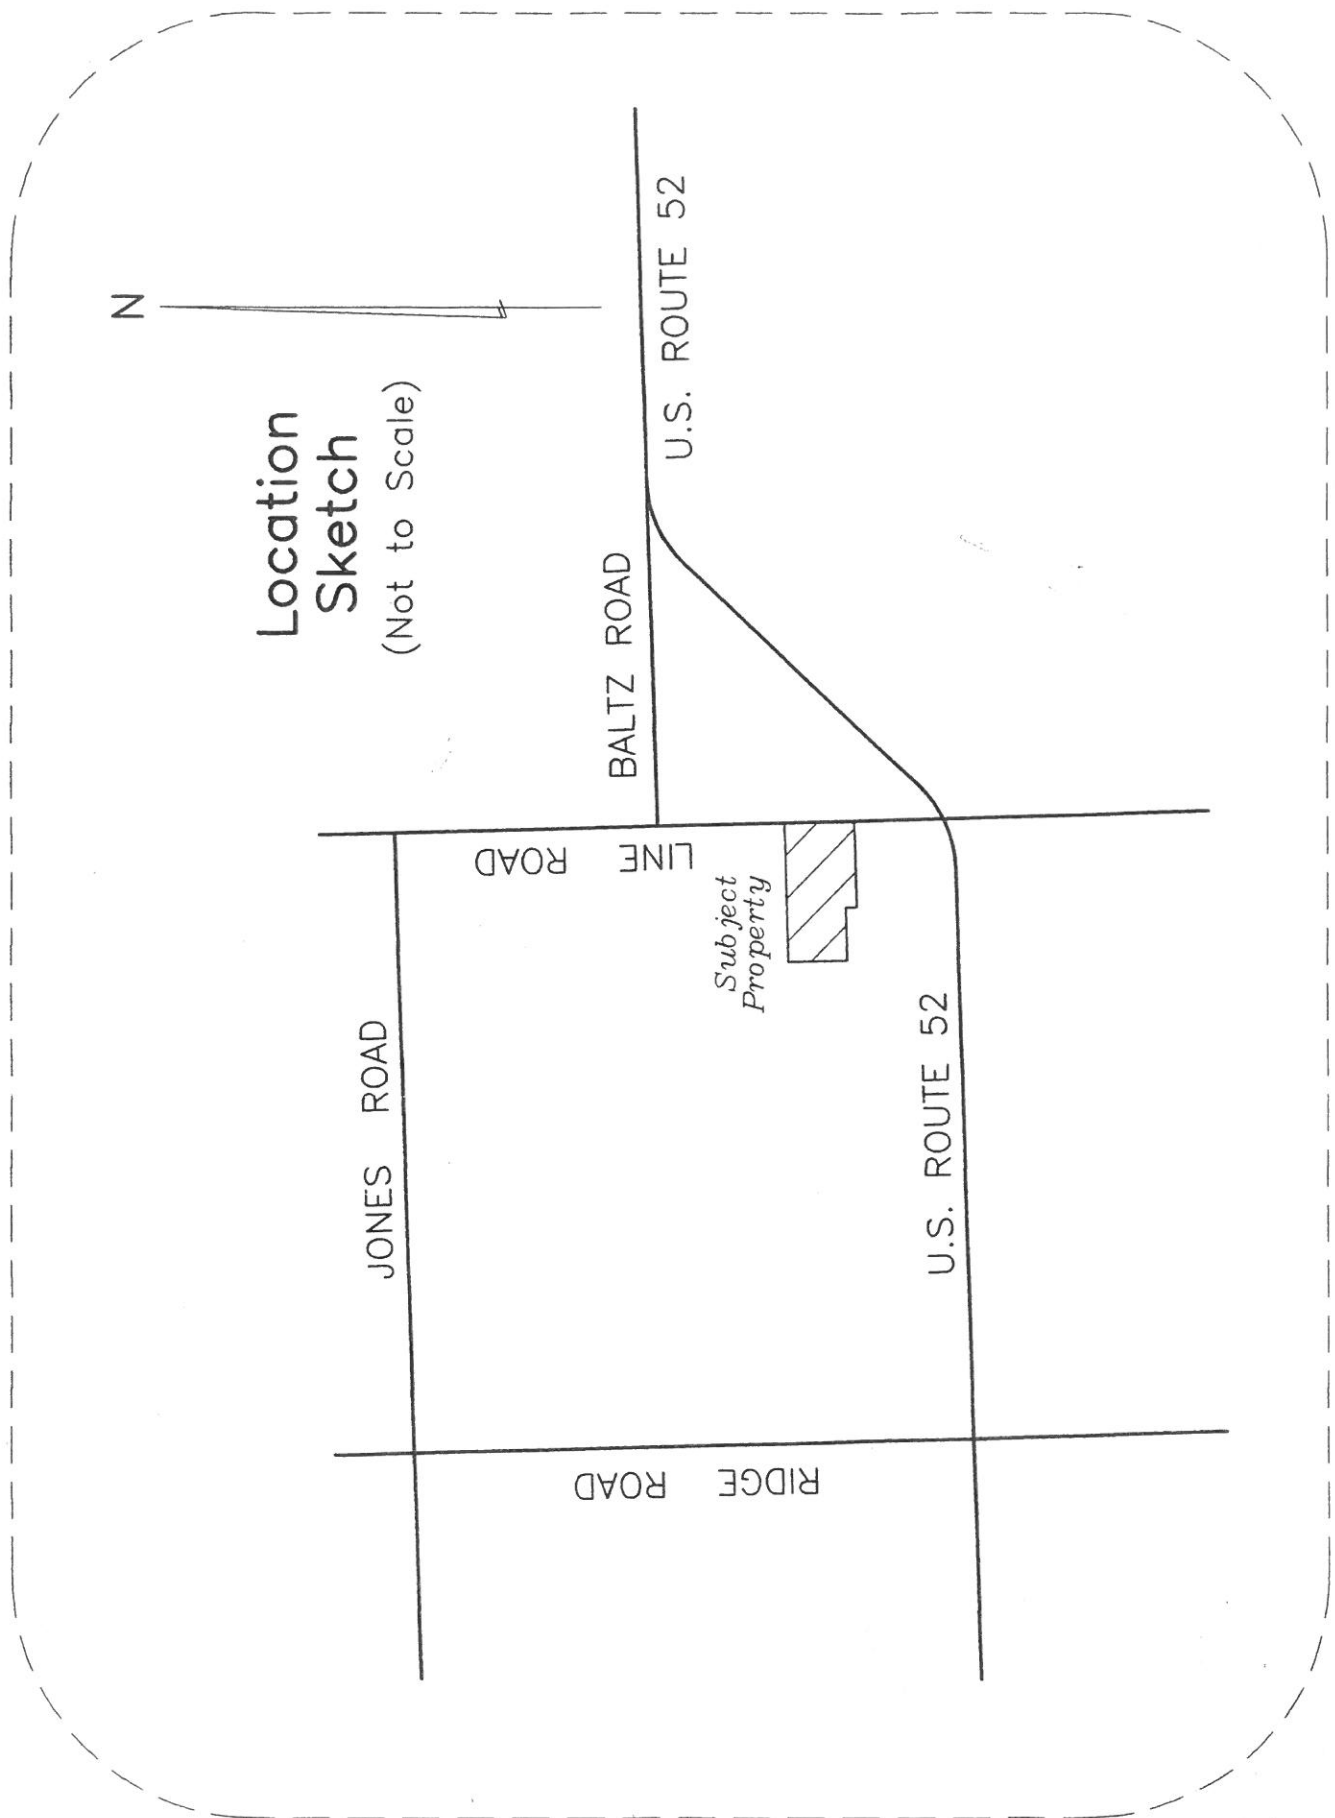 N
Location
Sketch
(Not to Scale)
U.S. ROUTE 52
BALTZ ROAD
LINE ROAD
Subject
Property
JONES ROAD
U.S. ROUTE 52
RIDGE ROAD